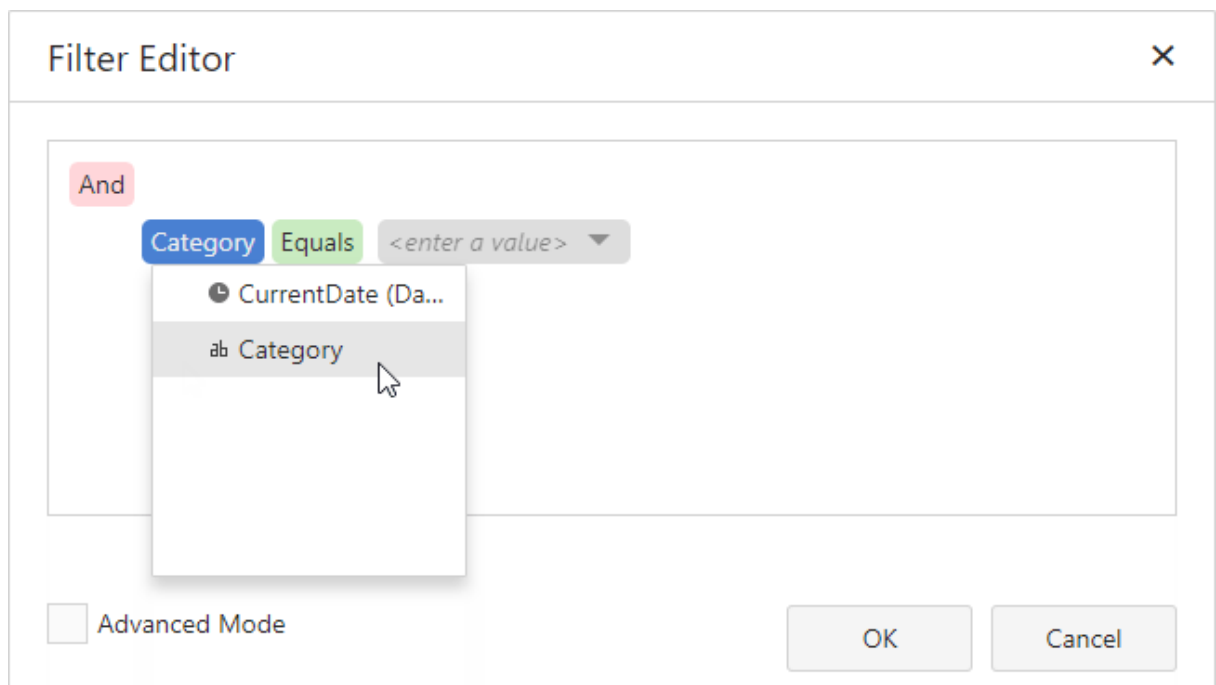 Filter Editor
And
Category Equals <enter a value>
CurrentDate (Da...
ab Category
Advanced Mode
OK Cancel